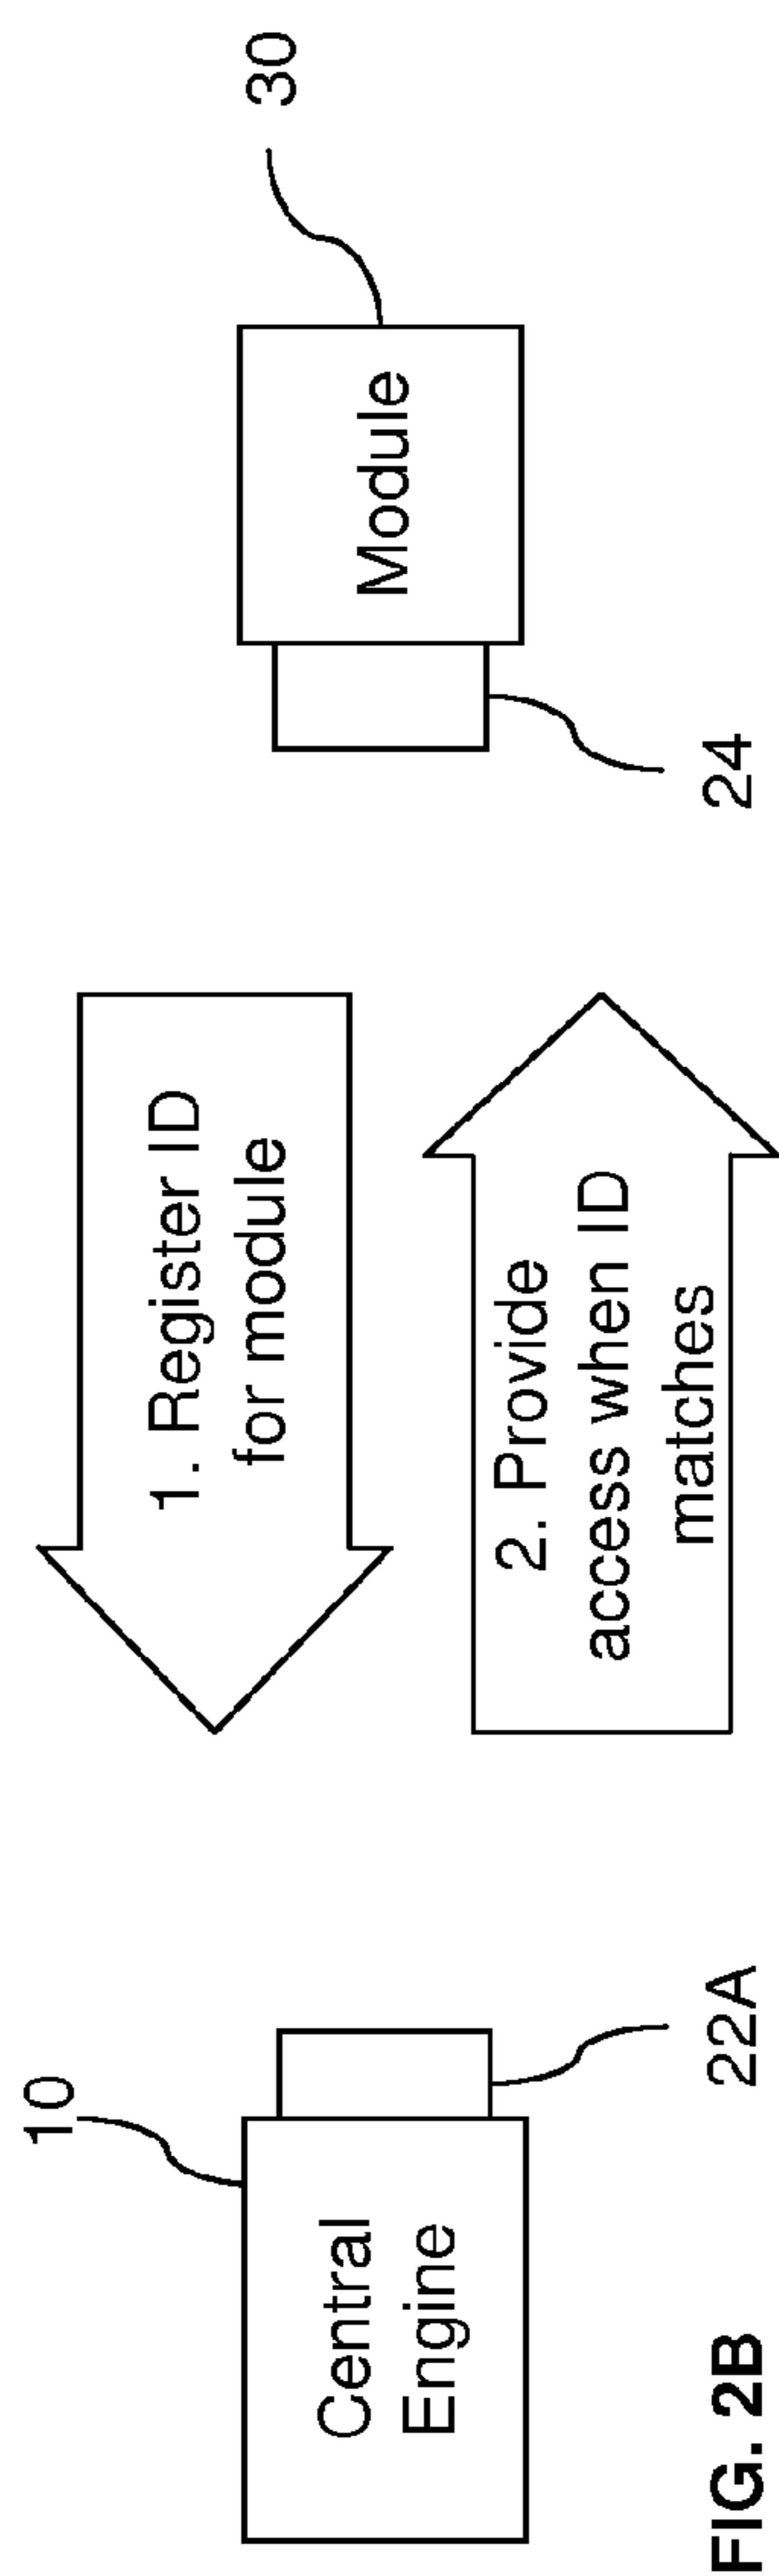 10
Central
Engine
22A
1. Register ID
for module
2. Provide
access when ID
matches
30
Module
24
FIG. 2B